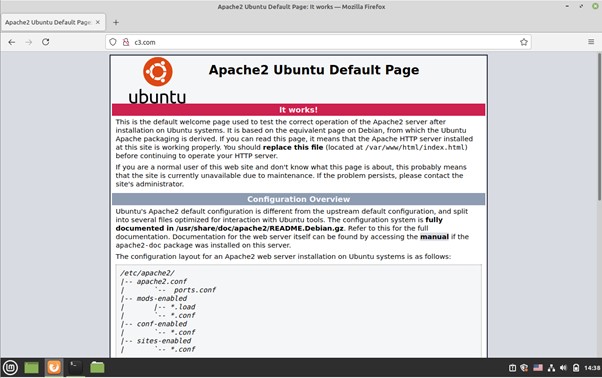 Apache2 Ubuntu Default Page: It works — Mozilla Firefox
Apache2 Ubuntu Default Page
c3.com
ubuntu
Apache2 Ubuntu Default Page
It works!
This is the default welcome page used to test the correct operation of the Apache2 server after
installation on Ubuntu systems. It is based on the equivalent page on Debian, from which the Ubuntu
Apache packaging is derived. If you can read this page, it means that the Apache HTTP server installed
at this site is working properly. You should replace this file (located at /var/www/html/index.html)
before continuing to operate your HTTP server.
If you are a normal user of this web site and don't know what this page is about, this probably means
that the site is currently unavailable due to maintenance. If the problem persists, please contact the
site's administrator.
Configuration Overview
Ubuntu's Apache2 default configuration is different from the upstream default configuration, and split
into several files optimized for interaction with Ubuntu tools. The configuration system is fully
documented in /usr/share/doc/apache2/README.Debian.gz. Refer to this for the full
documentation. Documentation for the web server itself can be found by accessing the manual if the
apache2-doc package was installed on this server.
The configuration layout for an Apache2 web server installation on Ubuntu systems is as follows:
/etc/apache2/
|-- apache2.conf
|       `-- ports.conf
|-- mods-enabled
|       |-- *.load
|       `-- *.conf
|-- conf-enabled
|       `-- *.conf
|-- sites-enabled
|       `-- *.conf
14:38